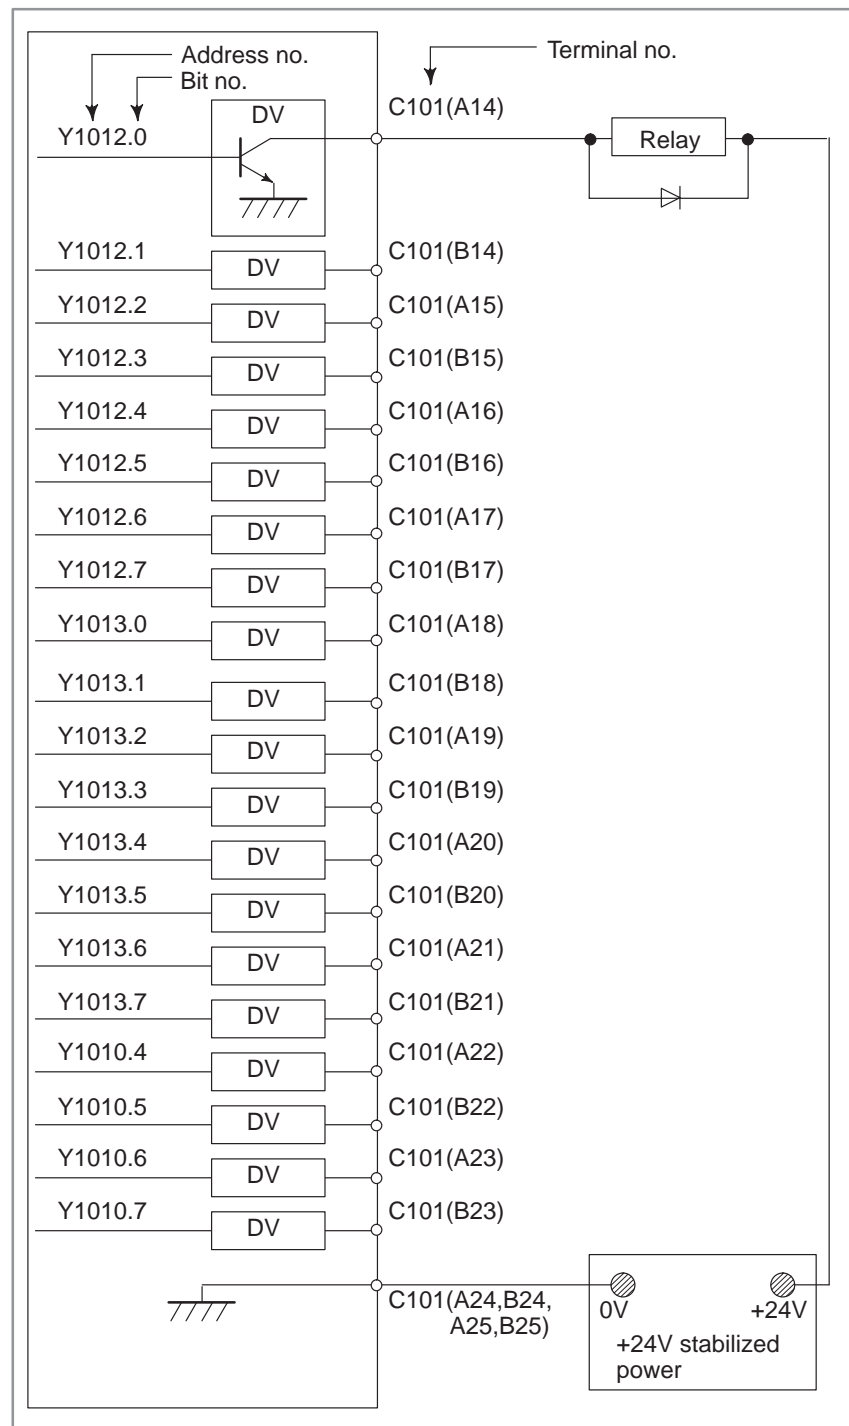 Address no.
Terminal no.
Bit no.
DV
C101(A14)
Y1012.0
Relay
Y1012.1
DV
C101(B14)
Y1012.2
DV
C101(A15)
Y1012.3
DV
C101(B15)
Y1012.4
DV
C101(A16)
Y1012.5
DV
C101(B16)
Y1012.6
DV
C101(A17)
Y1012.7
DV
C101(B17)
Y1013.0
DV
C101(A18)
Y1013.1
DV
C101(B18)
Y1013.2
DV
C101(A19)
Y1013.3
DV
C101(B19)
Y1013.4
DV
C101(A20)
Y1013.5
DV
C101(B20)
Y1013.6
DV
C101(A21)
Y1013.7
DV
C101(B21)
Y1010.4
DV
C101(A22)
Y1010.5
DV
C101(B22)
Y1010.6
DV
C101(A23)
Y1010.7
DV
C101(B23)
C101(A24,B24,
A25,B25)
0V
+24V
+24V stabilized
power